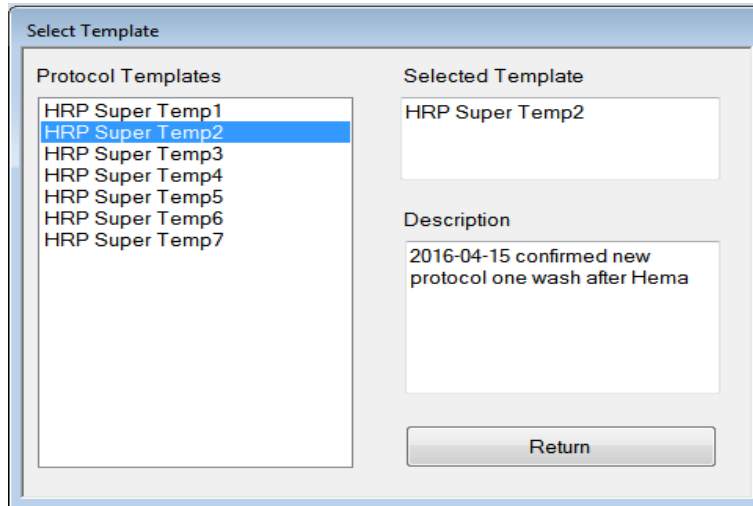 Select Template
Protocol Templates
HRP Super Temp1
HRP Super Temp2
HRP Super Temp3
HRP Super Temp4
HRP Super Temp5
HRP Super Temp6
HRP Super Temp7
Selected Template
HRP Super Temp2
Description
2016-04-15 confirmed new
protocol one wash after Hema
Return